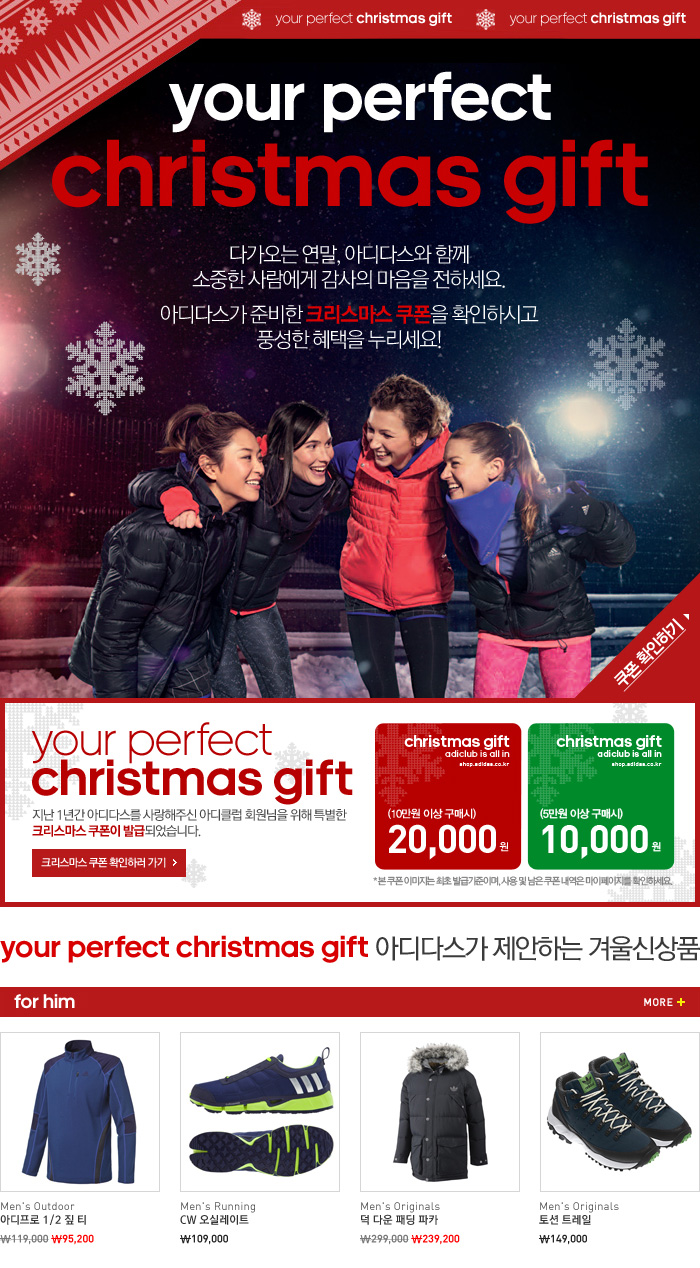 your perfect christmas gift your perfect christmas gift
your perfect
christmas gift
다가오는 연말, 아디다스와 함께
소중한 사람에게 감사의 마음을 전하세요.
아디다스가 준비한 크리스마스 쿠폰을 확인하시고
풍성한 혜택을 누리세요!
adidas
쿠폰 확인하기
your perfect
christmas gift
지난 1년간 아디다스를 사랑해주신 아디클럽 회원님을 위해 특별한
크리스마스 쿠폰이 발급되었습니다.
크리스마스 쿠폰 확인하러 가기 >
christmas gift
adiclub is all in
shop.adidas.co.kr
(10만원 이상 구매시)
20,000 원
christmas gift
adiclub is all in
shop.adidas.co.kr
(5만원 이상 구매시)
10,000 원
*본 쿠폰 이미지는 최초 발급기준이며, 사용 및 남은 쿠폰 내역은 마이페이지를 확인하세요.
your perfect christmas gift 아디다스가 제안하는 겨울신상품
for him
MORE +
Men's Outdoor
아디프로 1/2 짚 티
₩119,000 ₩95,200
Men's Running
CW 오실레이트
₩109,000
Men's Originals
덕 다운 패딩 파카
₩299,000 ₩239,200
Men's Originals
토션 트레일
₩149,000